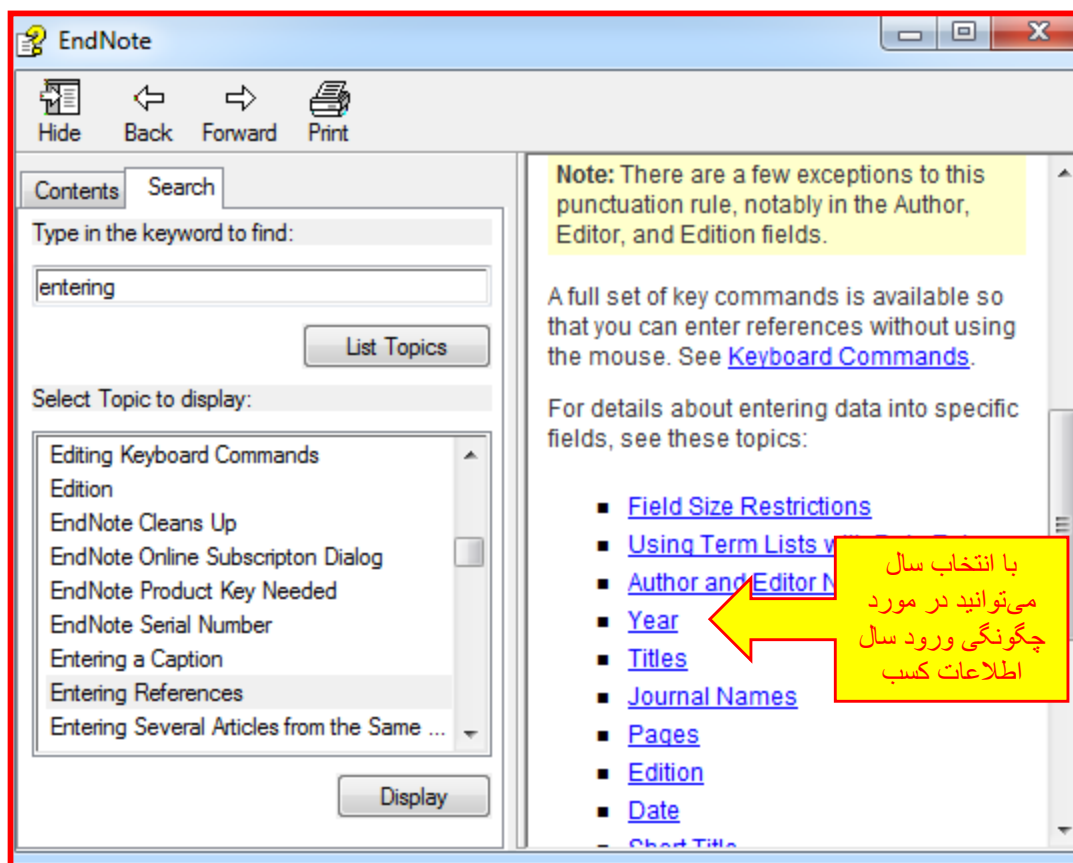 EndNote
Hide Back Forward Print
Contents Search
Type in the keyword to find:
entering
List Topics
Select Topic to display:
Editing Keyboard Commands
Edition
EndNote Cleans Up
EndNote Online Subscripton Dialog
EndNote Product Key Needed
EndNote Serial Number
Entering a Caption
Entering References
Entering Several Articles from the Same ...
Display
Note: There are a few exceptions to this
punctuation rule, notably in the Author,
Editor, and Edition fields.
A full set of key commands is available so
that you can enter references without using
the mouse. See Keyboard Commands.
For details about entering data into specific
fields, see these topics:
Field Size Restrictions
Using Term Lists
Author and Editor
Year
Titles
Journal Names
Pages
Edition
Date
Short Title
با انتخاب سال
می‌توانید در مورد
چگونگی ورود سال
اطلاعات کسب